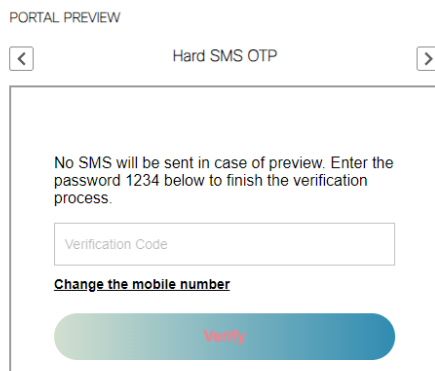 PORTAL PREVIEW
Hard SMS OTP
No SMS will be sent in case of preview. Enter the
password 1234 below to finish the verification
process.
Verification Code
Change the mobile number
Verify